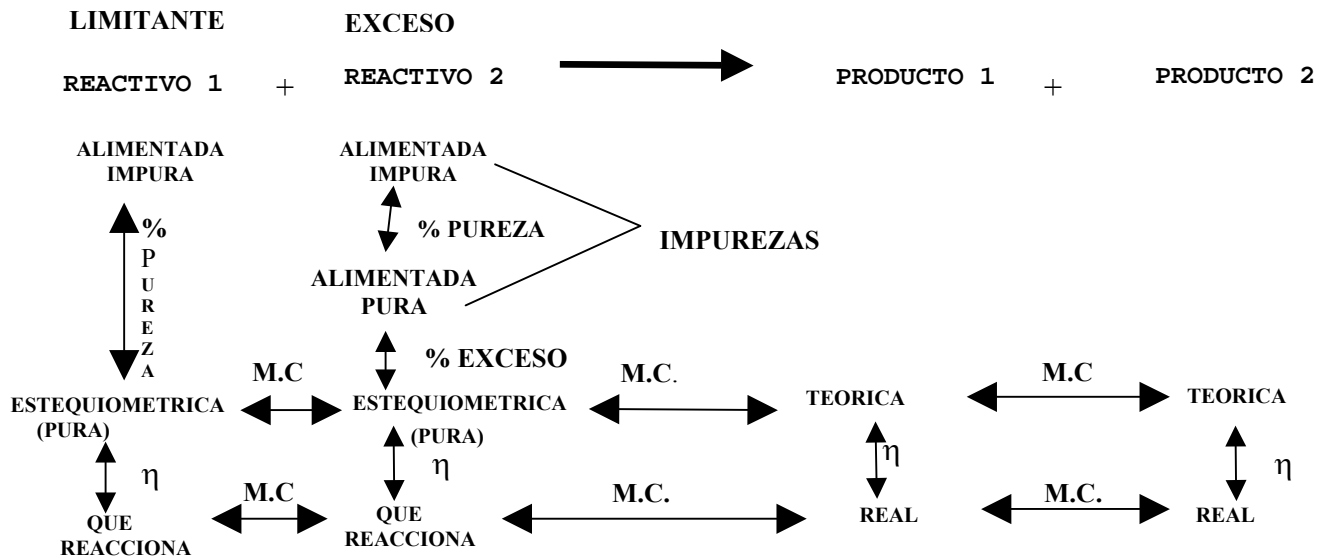 LIMITANTE EXCESO
REACTIVO 1 + REACTIVO 2 PRODUCTO 1 + PRODUCTO 2
ALIMENTADA IMPURA
ALIMENTADA IMPURA
% PUREZA
% PUREZA
IMPUREZAS
ALIMENTADA
PURA
% EXCESO
M.C M.C. M.C
ESTEQUIOMETRICA
(PURA)
ESTEQUIOMETRICA
(PURA)
TEORICA TEORICA
η η η η
M.C M.C. M.C.
QUE
REACCIONA
QUE
REACCIONA
REAL REAL